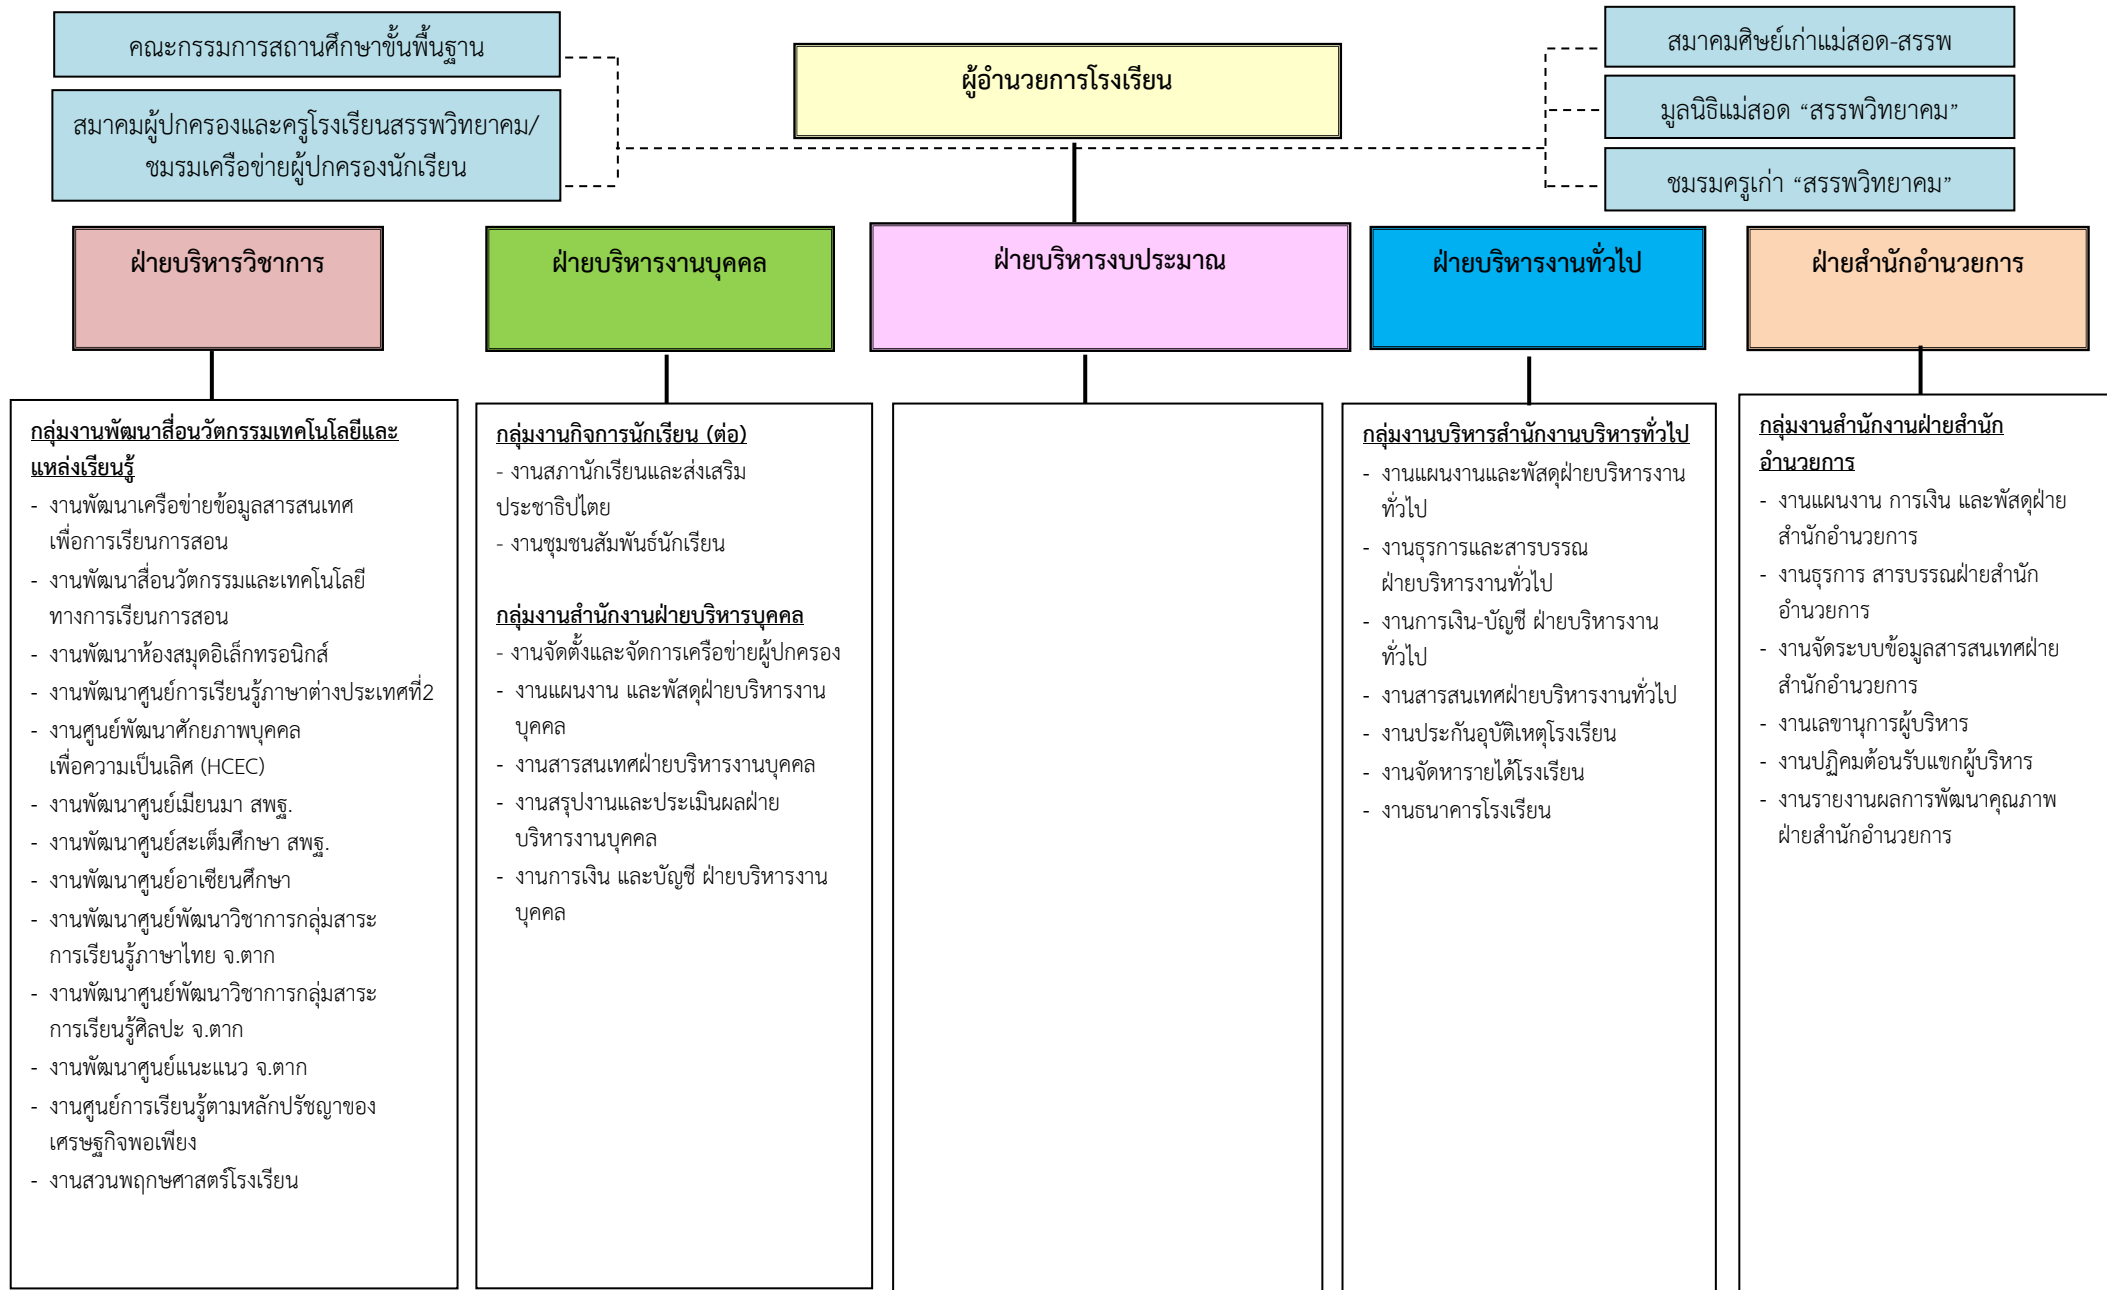 คณะกรรมการสถานศึกษาขั้นพื้นฐาน
สมาคมผู้ปกครองและครูโรงเรียนสรรพวิทยาคม/
ชมรมเครือข่ายผู้ปกครองนักเรียน
ผู้อำนวยการโรงเรียน
สมาคมศิษย์เก่าแม่สอด-สรรพ
มูลนิธิแม่สอด “สรรพวิทยาคม”
ชมรมครูเก่า “สรรพวิทยาคม”
ฝ่ายบริหารวิชาการ
ฝ่ายบริหารงานบุคคล
ฝ่ายบริหารงบประมาณ
ฝ่ายบริหารงานทั่วไป
ฝ่ายสำนักอำนวยการ
กลุ่มงานพัฒนาสื่อนวัตกรรมเทคโนโลยีและ
แหล่งเรียนรู้
- งานพัฒนาเครือข่ายข้อมูลสารสนเทศ
เพื่อการเรียนการสอน
- งานพัฒนาสื่อนวัตกรรมและเทคโนโลยี
ทางการเรียนการสอน
- งานพัฒนาห้องสมุดอิเล็กทรอนิกส์
- งานพัฒนาศูนย์การเรียนรู้ภาษาต่างประเทศที่2
- งานศูนย์พัฒนาศักยภาพบุคคล
เพื่อความเป็นเลิศ (HCEC)
- งานพัฒนาศูนย์เมียนมา สพฐ.
- งานพัฒนาศูนย์สะเต็มศึกษา สพฐ.
- งานพัฒนาศูนย์อาเซียนศึกษา
- งานพัฒนาศูนย์พัฒนาวิชาการกลุ่มสาระ
การเรียนรู้ภาษาไทย จ.ตาก
- งานพัฒนาศูนย์พัฒนาวิชาการกลุ่มสาระ
การเรียนรู้ศิลปะ จ.ตาก
- งานพัฒนาศูนย์แนะแนว จ.ตาก
- งานศูนย์การเรียนรู้ตามหลักปรัชญาของ
เศรษฐกิจพอเพียง
- งานสวนพฤกษศาสตร์โรงเรียน
กลุ่มงานกิจการนักเรียน (ต่อ)
- งานสภานักเรียนและส่งเสริม
ประชาธิปไตย
- งานชุมชนสัมพันธ์นักเรียน
กลุ่มงานสำนักงานฝ่ายบริหารบุคคล
- งานจัดตั้งและจัดการเครือข่ายผู้ปกครอง
- งานแผนงาน และพัสดุฝ่ายบริหารงาน
บุคคล
- งานสารสนเทศฝ่ายบริหารงานบุคคล
- งานสรุปงานและประเมินผลฝ่าย
บริหารงานบุคคล
- งานการเงิน และบัญชี ฝ่ายบริหารงาน
บุคคล
กลุ่มงานบริหารสำนักงานบริหารทั่วไป
- งานแผนงานและพัสดุฝ่ายบริหารงาน
ทั่วไป
- งานธุรการและสารบรรณ
ฝ่ายบริหารงานทั่วไป
- งานการเงิน-บัญชี ฝ่ายบริหารงาน
ทั่วไป
- งานสารสนเทศฝ่ายบริหารงานทั่วไป
- งานประกันอุบัติเหตุโรงเรียน
- งานจัดหารายได้โรงเรียน
- งานธนาคารโรงเรียน
กลุ่มงานสำนักงานฝ่ายสำนัก
อำนวยการ
- งานแผนงาน การเงิน และพัสดุฝ่าย
สำนักอำนวยการ
- งานธุรการ สารบรรณฝ่ายสำนัก
อำนวยการ
- งานจัดระบบข้อมูลสารสนเทศฝ่าย
สำนักอำนวยการ
- งานเลขานุการผู้บริหาร
- งานปฏิคมต้อนรับแขกผู้บริหาร
- งานรายงานผลการพัฒนาคุณภาพ
ฝ่ายสำนักอำนวยการ